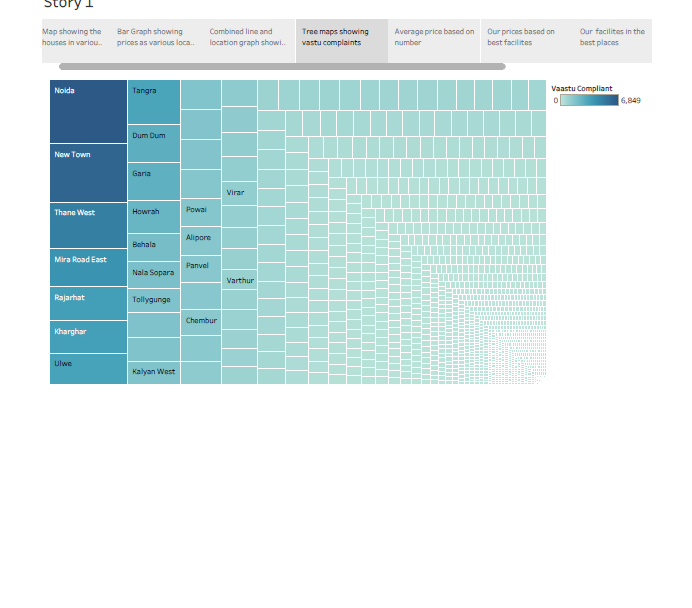 Story 1
Map showing the
houses in variou..
Bar Graph showing
prices as various loca..
Combined line and
location graph showi..
Tree maps showing
vastu complaints
Average price based on
number
Our prices based on
best facilites
Our facilites in the
best places
Noida
New Town
Thane West
Mira Road East
Rajarhat
Kharghar
Ulwe
Tangra
Dum Dum
Garia
Howrah
Behala
Nala Sopara
Tollygunge
Kalyan West
Powai
Alipore
Panvel
Chembur
Virar
Varthur
Vaastu Compliant
0 6,849